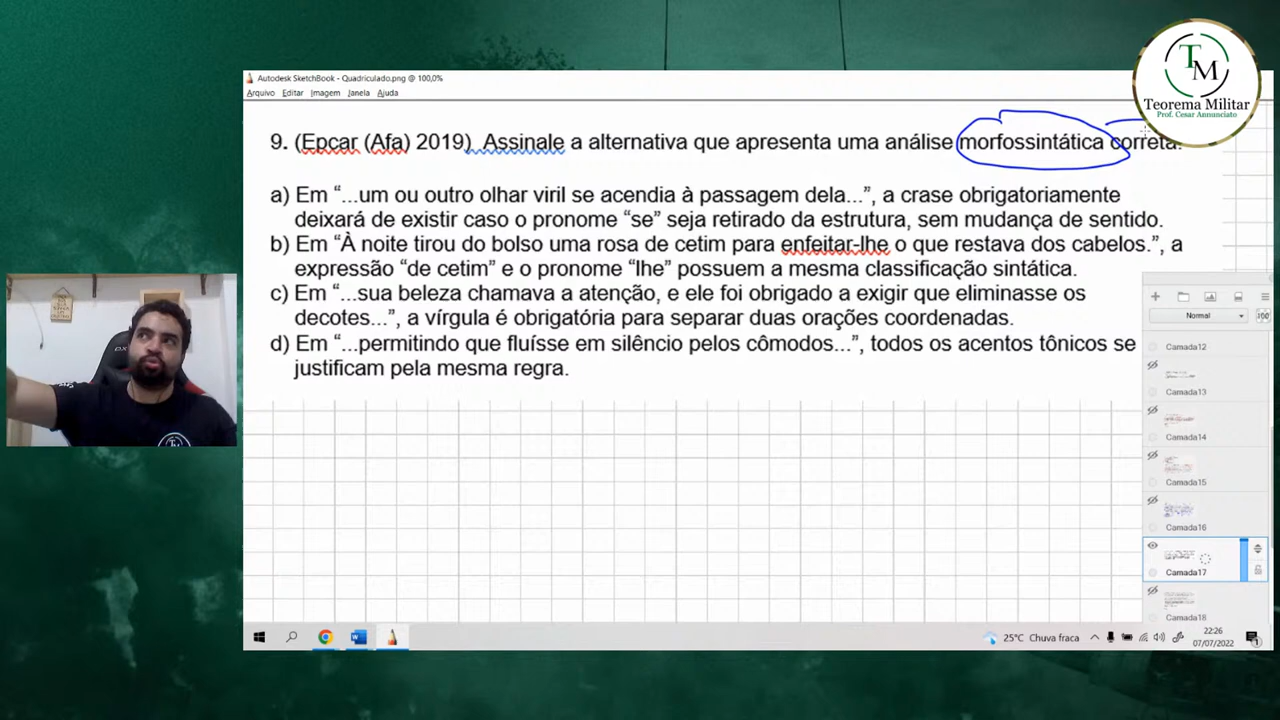 TM
Teorema Militar
Prof. Cesar Annunciato
Autodesk SketchBook - Quadriculado.png @ 100,0%
Arquivo Editar Imagem Janela Ajuda
9. (Epcar (Afa) 2019). Assinale a alternativa que apresenta uma análise morfossintática correta.
a) Em “...um ou outro olhar viril se acendia à passagem dela...”, a crase obrigatoriamente
deixará de existir caso o pronome “se” seja retirado da estrutura, sem mudança de sentido.
b) Em “À noite tirou do bolso uma rosa de cetim para enfeitar-lhe o que restava dos cabelos.”, a
expressão “de cetim” e o pronome “lhe” possuem a mesma classificação sintática.
c) Em “...sua beleza chamava a atenção, e ele foi obrigado a exigir que eliminasse os
decotes...”, a vírgula é obrigatória para separar duas orações coordenadas.
d) Em “...permitindo que fluísse em silêncio pelos cômodos...”, todos os acentos tônicos se
justificam pela mesma regra.
Normal
100
Camada12
Camada13
Camada14
Camada15
Camada16
Camada17
Camada18
TM
25°C Chuva fraca
22:26
07/07/2022